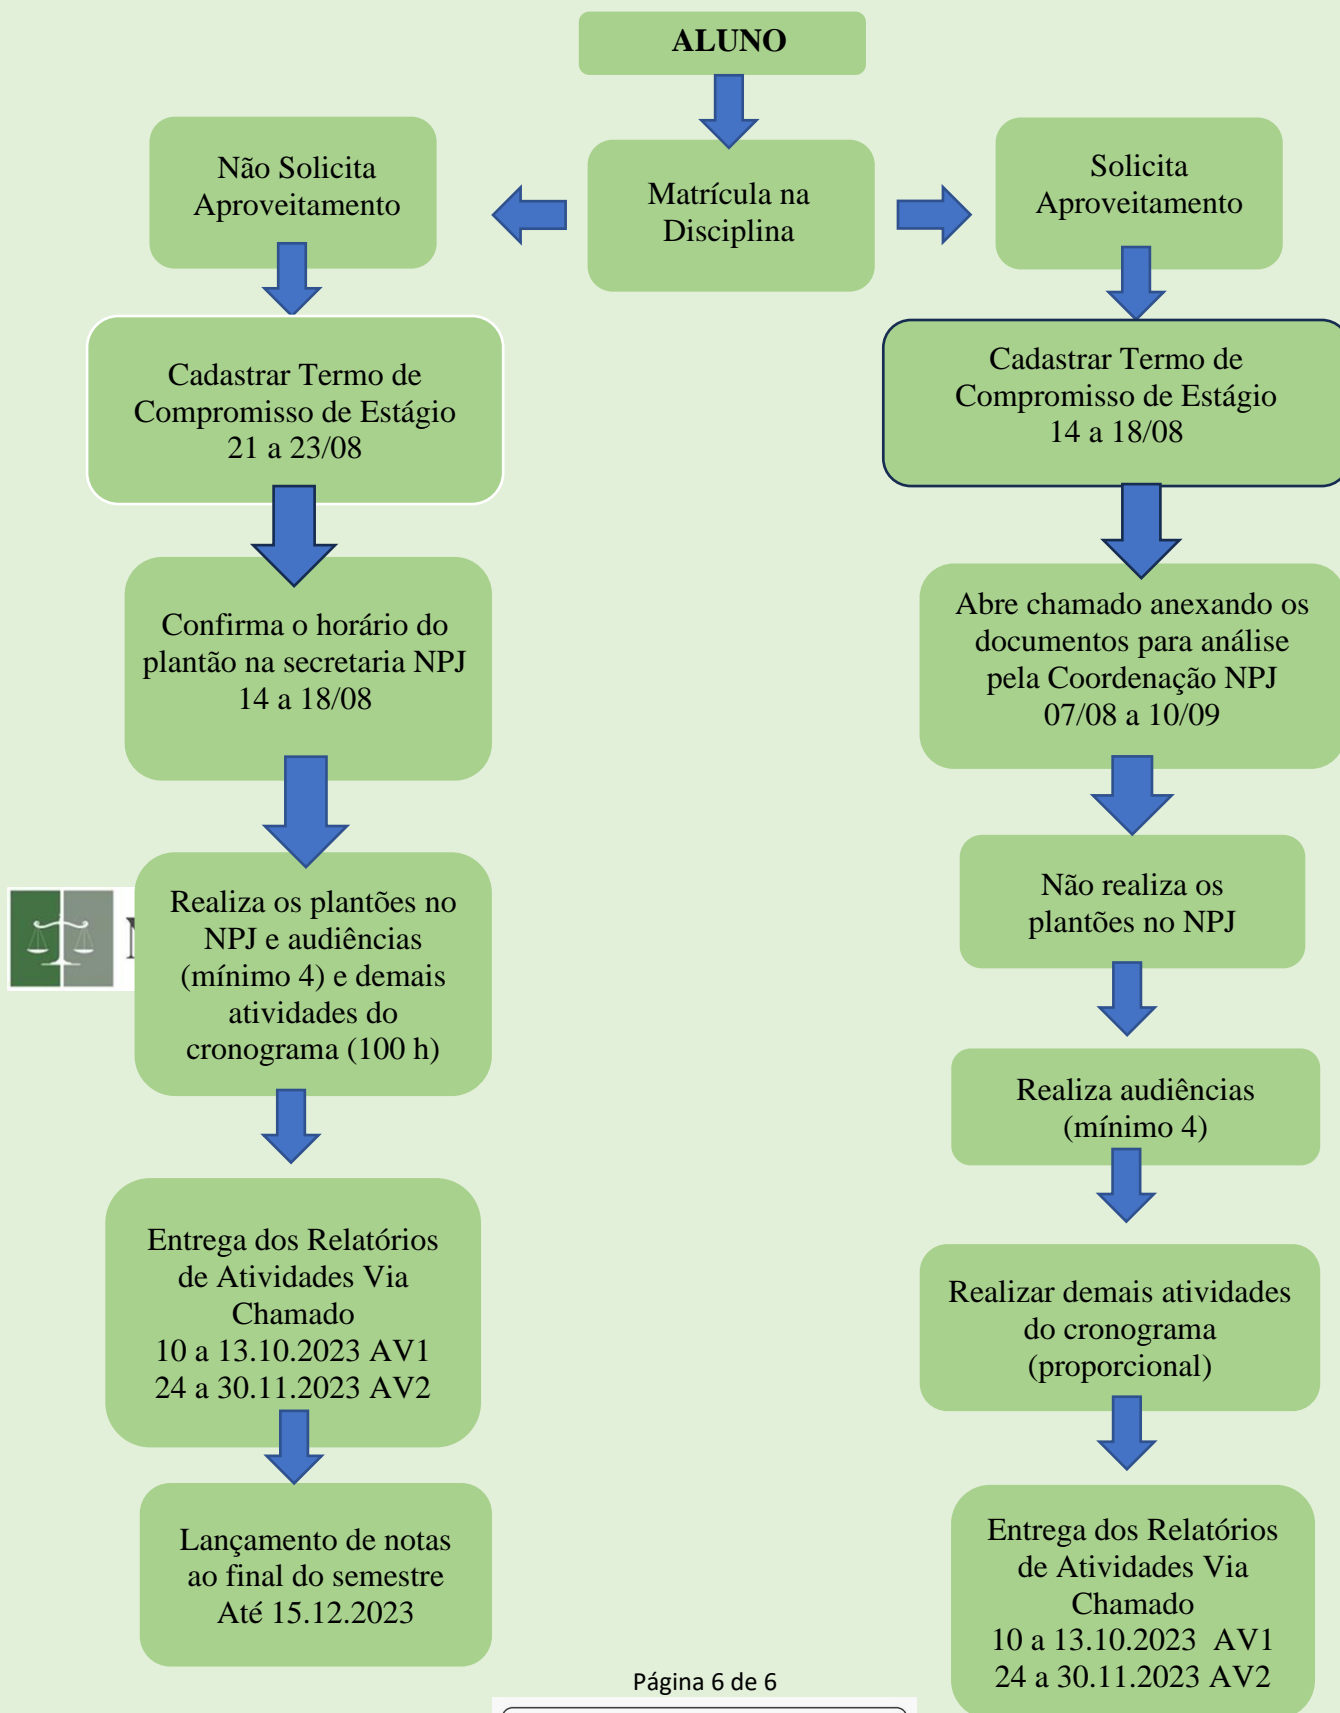 ALUNO
Não Solicita
Aproveitamento
Matrícula na
Disciplina
Solicita
Aproveitamento
Cadastrar Termo de
Compromisso de Estágio
21 a 23/08
Confirma o horário do
plantão na secretaria NPJ
14 a 18/08
Realiza os plantões no
NPJ e audiências
(mínimo 4) e demais
atividades do
cronograma (100 h)
Entrega dos Relatórios
de Atividades Via
Chamado
10 a 13.10.2023 AV1
24 a 30.11.2023 AV2
Lançamento de notas
ao final do semestre
Até 15.12.2023
Cadastrar Termo de
Compromisso de Estágio
14 a 18/08
Abre chamado anexando os
documentos para análise
pela Coordenação NPJ
07/08 a 10/09
Não realiza os
plantões no NPJ
Realiza audiências
(mínimo 4)
Realizar demais atividades
do cronograma
(proporcional)
Entrega dos Relatórios
de Atividades Via
Chamado
10 a 13.10.2023 AV1
24 a 30.11.2023 AV2
Página 6 de 6